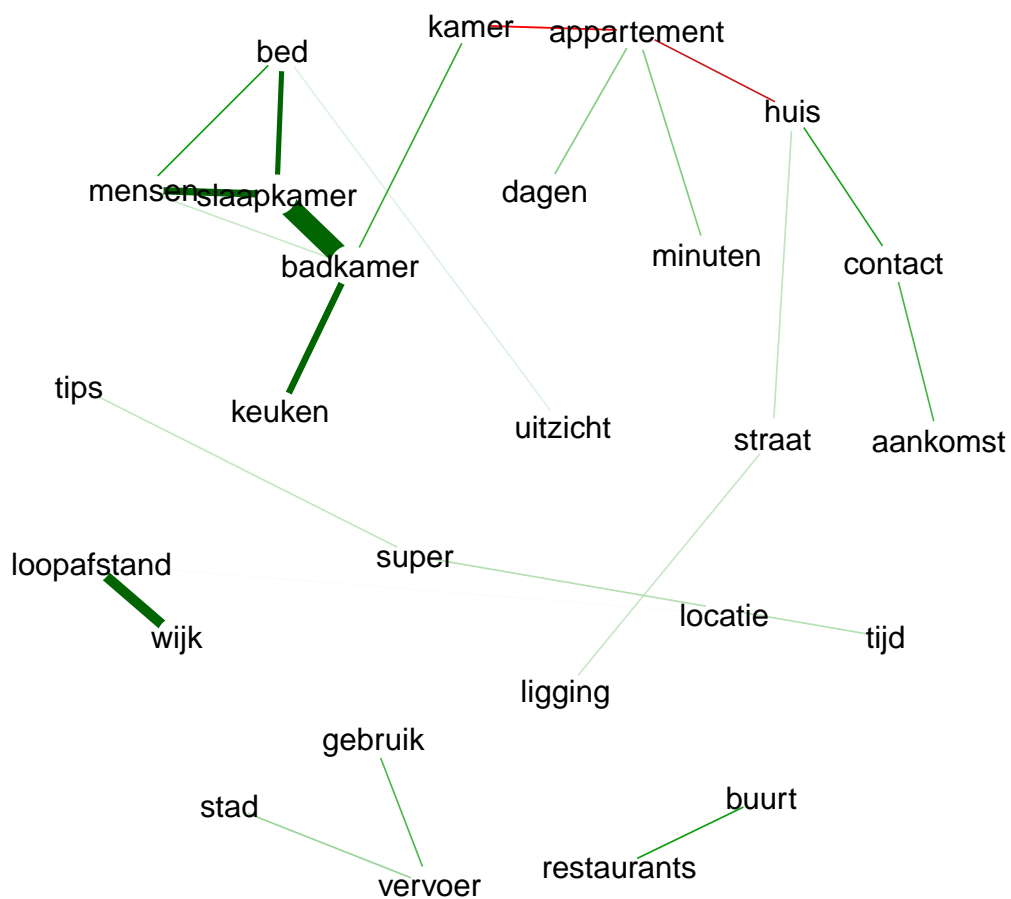 kamer
appartement
bed
huis
mensen
slaapkamer
dagen
minuten
contact
badkamer
tips
keuken
uitzicht
straat
aankomst
super
loopafstand
locatie
wijk
tijd
ligging
gebruik
stad
buurt
restaurants
vervoer